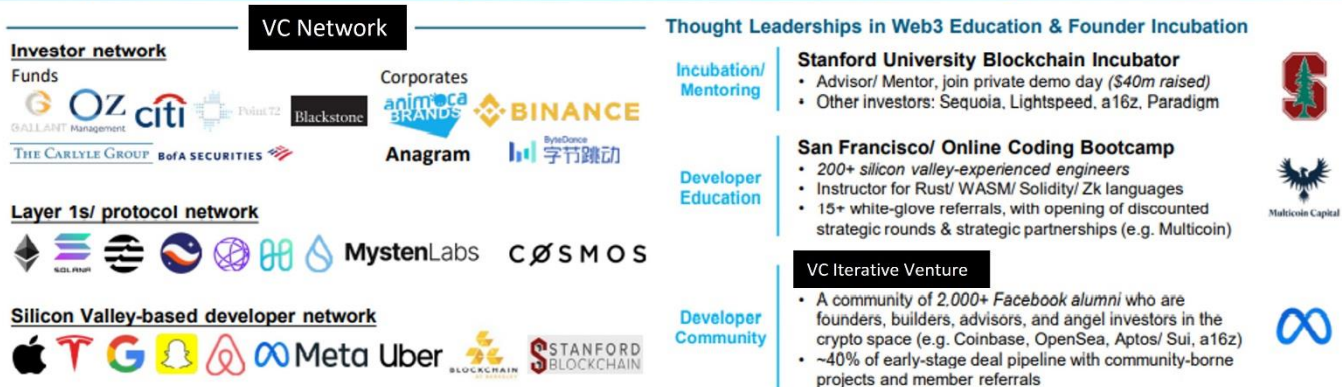 VC Network
Investor network
Funds
Corporates
GALLANT
OZ
Management
citi
Point72
Blackstone
animoca
BRANDS
BINANCE
THE CARLYLE GROUP
BofA SECURITIES
Anagram
ByteDance
字节跳动
Layer 1s/ protocol network
SOLANA
MystenLabs
COSMOS
Silicon Valley-based developer network
Meta
Uber
BLOCKCHAIN
STANFORD
BLOCKCHAIN
Thought Leaderships in Web3 Education & Founder Incubation
Incubation/
Mentoring
Stanford University Blockchain Incubator
• Advisor/ Mentor, join private demo day ($40m raised)
• Other investors: Sequoia, Lightspeed, a16z, Paradigm
Developer
Education
San Francisco/ Online Coding Bootcamp
• 200+ silicon valley-experienced engineers
• Instructor for Rust/ WASM/ Solidity/ Zk languages
• 15+ white-glove referrals, with opening of discounted
strategic rounds & strategic partnerships (e.g. Multicoin)
Multicoin Capital
VC Iterative Venture
Developer
Community
• A community of 2,000+ Facebook alumni who are
founders, builders, advisors, and angel investors in the
crypto space (e.g. Coinbase, OpenSea, Aptos/ Sui, a16z)
• ~40% of early-stage deal pipeline with community-borne
projects and member referrals